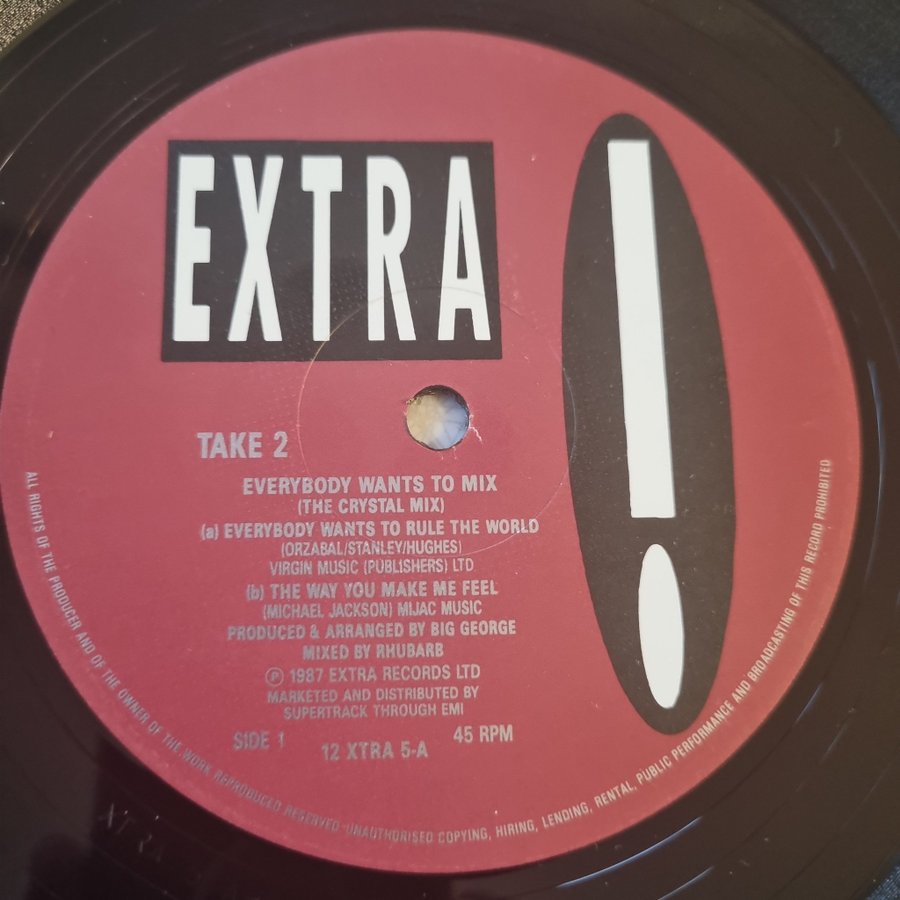 EXTRA
!
TAKE 2
EVERYBODY WANTS TO MIX
(THE CRYSTAL MIX)
(a) EVERYBODY WANTS TO RULE THE WORLD
(ORZABAL/STANLEY/HUGHES)
VIRGIN MUSIC (PUBLISHERS) LTD
(b) THE WAY YOU MAKE ME FEEL
(MICHAEL JACKSON) MIJAC MUSIC
PRODUCED & ARRANGED BY BIG GEORGE
MIXED BY RHUBARB
Ⓟ 1987 EXTRA RECORDS LTD
MARKETED AND DISTRIBUTED BY
SUPERTRACK THROUGH EMI
SIDE 1
12 XTRA 5-A
45 RPM
ALL RIGHTS OF THE PRODUCER AND OF THE OWNER OF THE WORK REPRODUCED RESERVED UNAUTHORISED COPYING, HIRING, LENDING, RENTAL, PUBLIC PERFORMANCE AND BROADCASTING OF THIS RECORD PROHIBITED